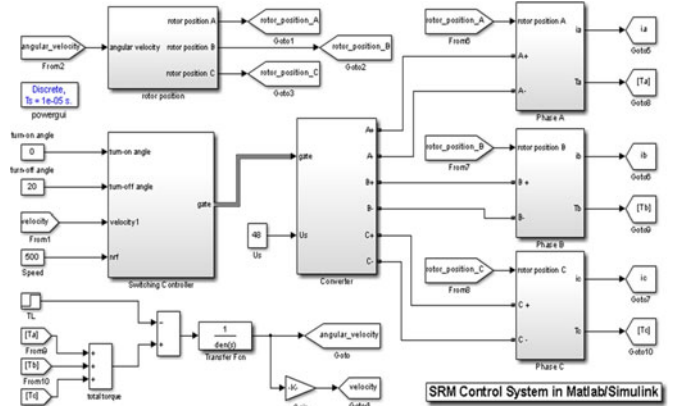 angular_velocity
From2
angular velocity
rotor position A
rotor position B
rotor position C
rotor position
rotor_position_A
Goto1
rotor_position_B
Goto2
rotor_position_C
Goto3
Discrete,
Ts = 1e-05 s.
powergui
turn-on angle
0
turn-off angle
20
velocity
From1
500
Speed
turn-on angle
turn-off angle
velocity1
nrf
gate
Switching Controller
48
Us
gate
Us
A+
A-
B+
B-
C+
C-
Converter
rotor_position_A
From6
rotor position A
A+
A-
ia
Ta
Phase A
ia
Goto5
[Ta]
Goto8
rotor_position_B
From7
rotor position B
B +
B-
ib
Tb
Phase B
ib
Goto6
[Tb]
Goto9
rotor_position_C
From8
rotor position C
C +
C -
ic
Tc
Phase C
ic
Goto7
[Tc]
Goto10
TL
[Ta]
From9
[Tb]
From10
[Tc]
+
+
+
total torque
−
+
1
den(s)
Transfer Fcn
angular_velocity
Goto
-K-
velocity
SRM Control System in Matlab/Simulink